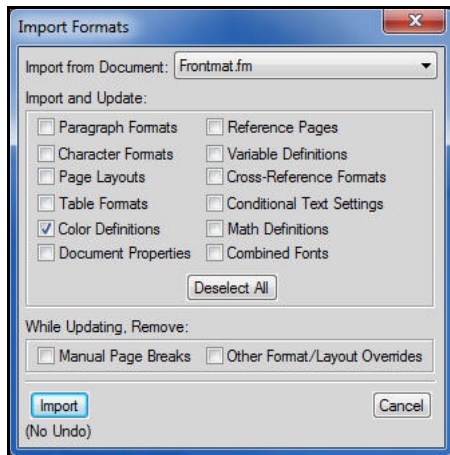 Import Formats
Import from Document: Frontmat.fm
Import and Update:
Paragraph Formats Reference Pages
Character Formats Variable Definitions
Page Layouts Cross-Reference Formats
Table Formats Conditional Text Settings
Color Definitions Math Definitions
Document Properties Combined Fonts
Deselect All
While Updating, Remove:
Manual Page Breaks Other Format/Layout Overrides
Import Cancel
(No Undo)